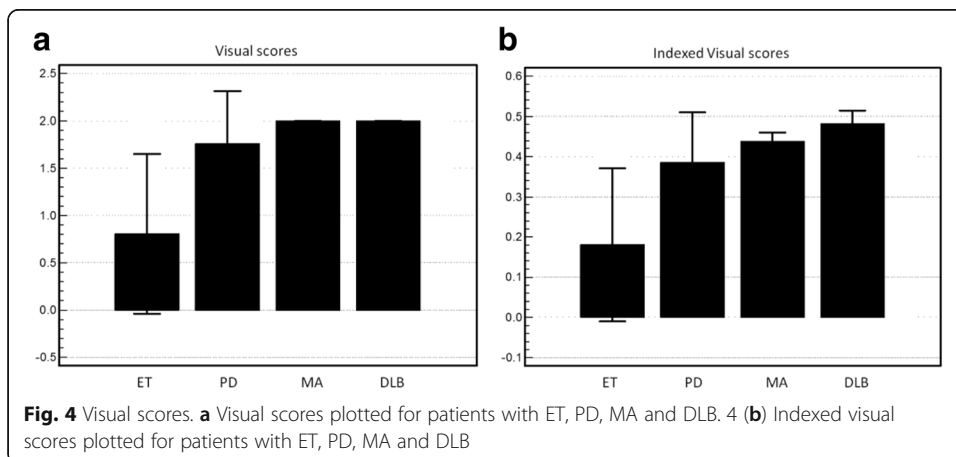 a
Visual scores
2.5
2.0
1.5
1.0
0.5
0.0
-0.5
ET PD MA DLB
b
Indexed Visual scores
0.6
0.5
0.4
0.3
0.2
0.1
0.0
-0.1
ET PD MA DLB
Fig. 4 Visual scores. a Visual scores plotted for patients with ET, PD, MA and DLB. 4 (b) Indexed visual
scores plotted for patients with ET, PD, MA and DLB